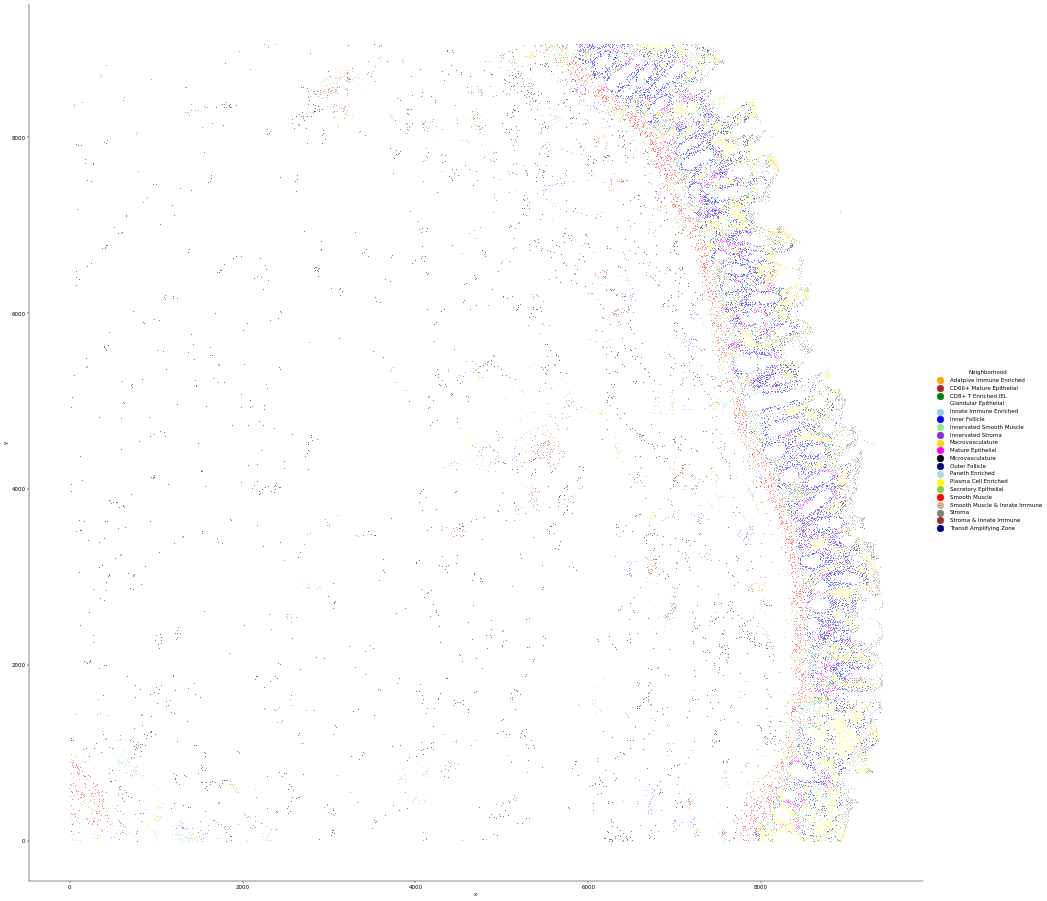 8000
6000
4000
2000
0
y
0
2000
4000
6000
8000
x
Neighborhood
Adatpive Immune Enriched
CD66+ Mature Epithelial
CD8+ T Enriched IEL
Glandular Epithelial
Innate Immune Enriched
Inner Follicle
Innervated Smooth Muscle
Innervated Stroma
Macrovasculature
Mature Epithelial
Microvasculature
Outer Follicle
Paneth Enriched
Plasma Cell Enriched
Secretory Epithelial
Smooth Muscle
Smooth Muscle & Innate Immune
Stroma
Stroma & Innate Immune
Transit Amplifying Zone